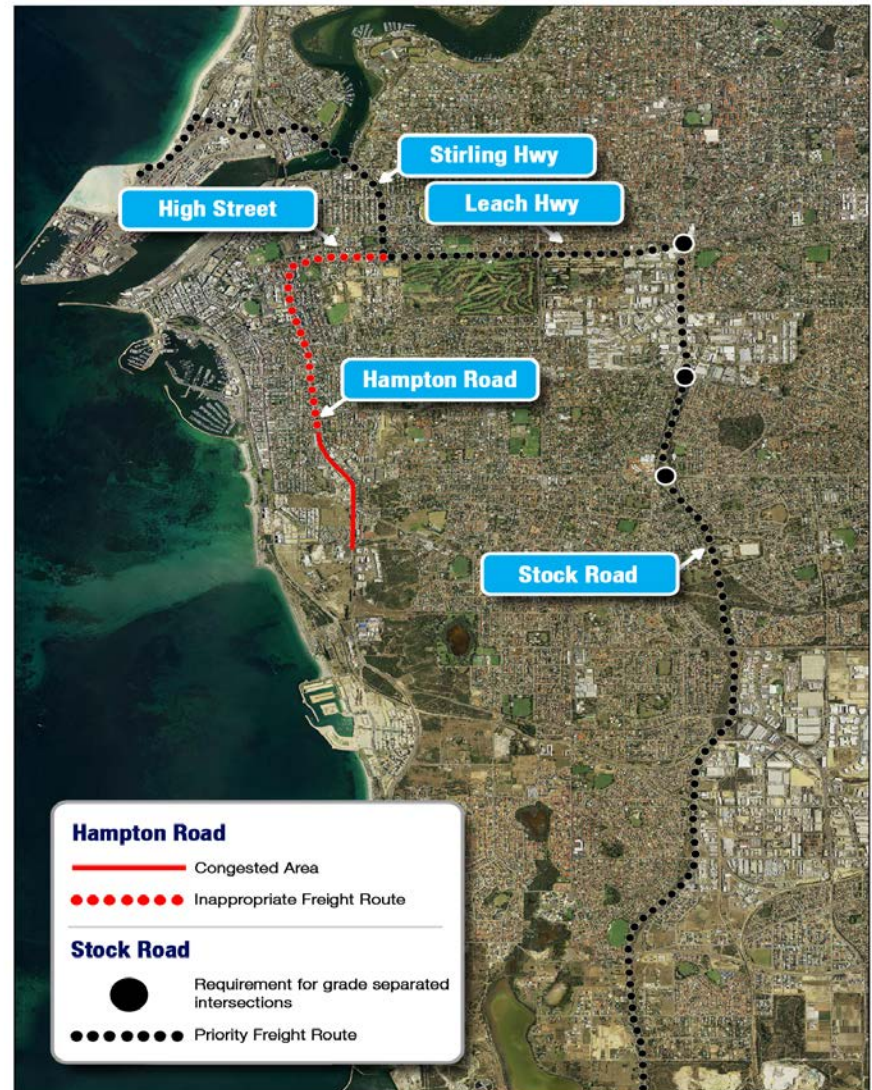 Stirling Hwy
High Street
Leach Hwy
Hampton Road
Stock Road
Hampton Road
Congested Area
Inappropriate Freight Route
Stock Road
Requirement for grade separated
intersections
Priority Freight Route